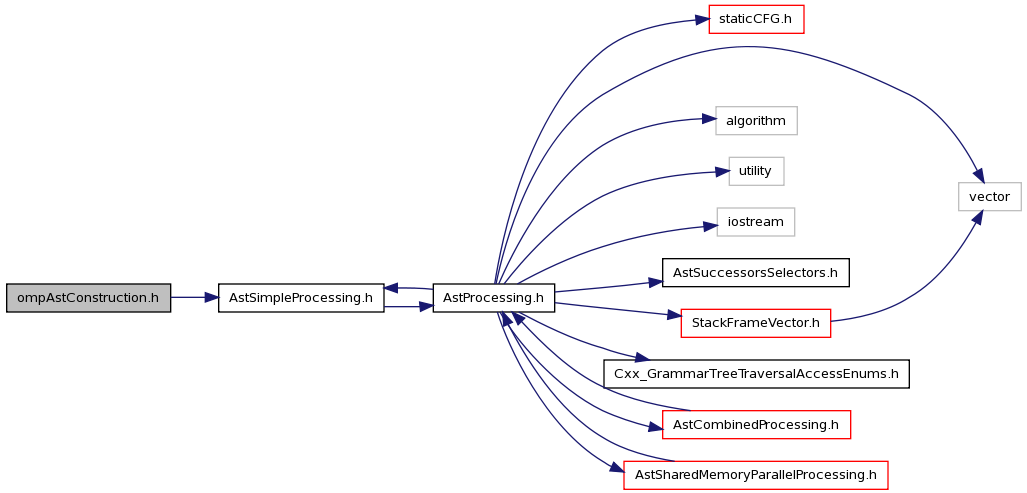 staticCFG.h
algorithm
utility
vector
iostream
AstSuccessorsSelectors.h
ompAstConstruction.h
AstSimpleProcessing.h
AstProcessing.h
StackFrameVector.h
Cxx_GrammarTreeTraversalAccessEnums.h
AstCombinedProcessing.h
AstSharedMemoryParallelProcessing.h